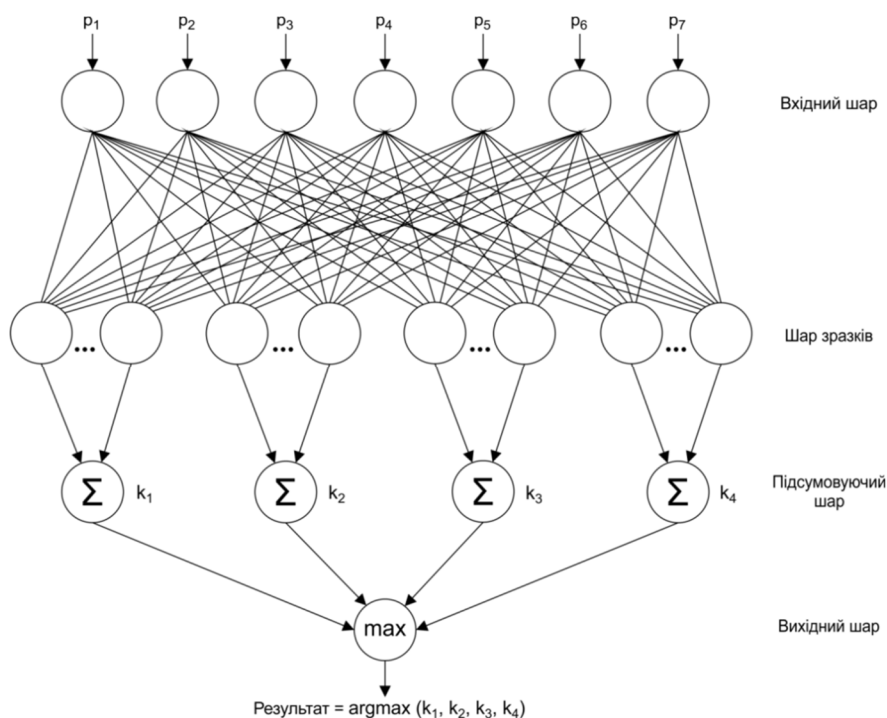 p₁ p₂ p₃ p₄ p₅ p₆ p₇
Вхідний шар
... ... ... ...
Шар зразків
Σ k₁ Σ k₂ Σ k₃ Σ k₄
Підсумовуючий
шар
max
Вихідний шар
Результат = argmax (k₁, k₂, k₃, k₄)